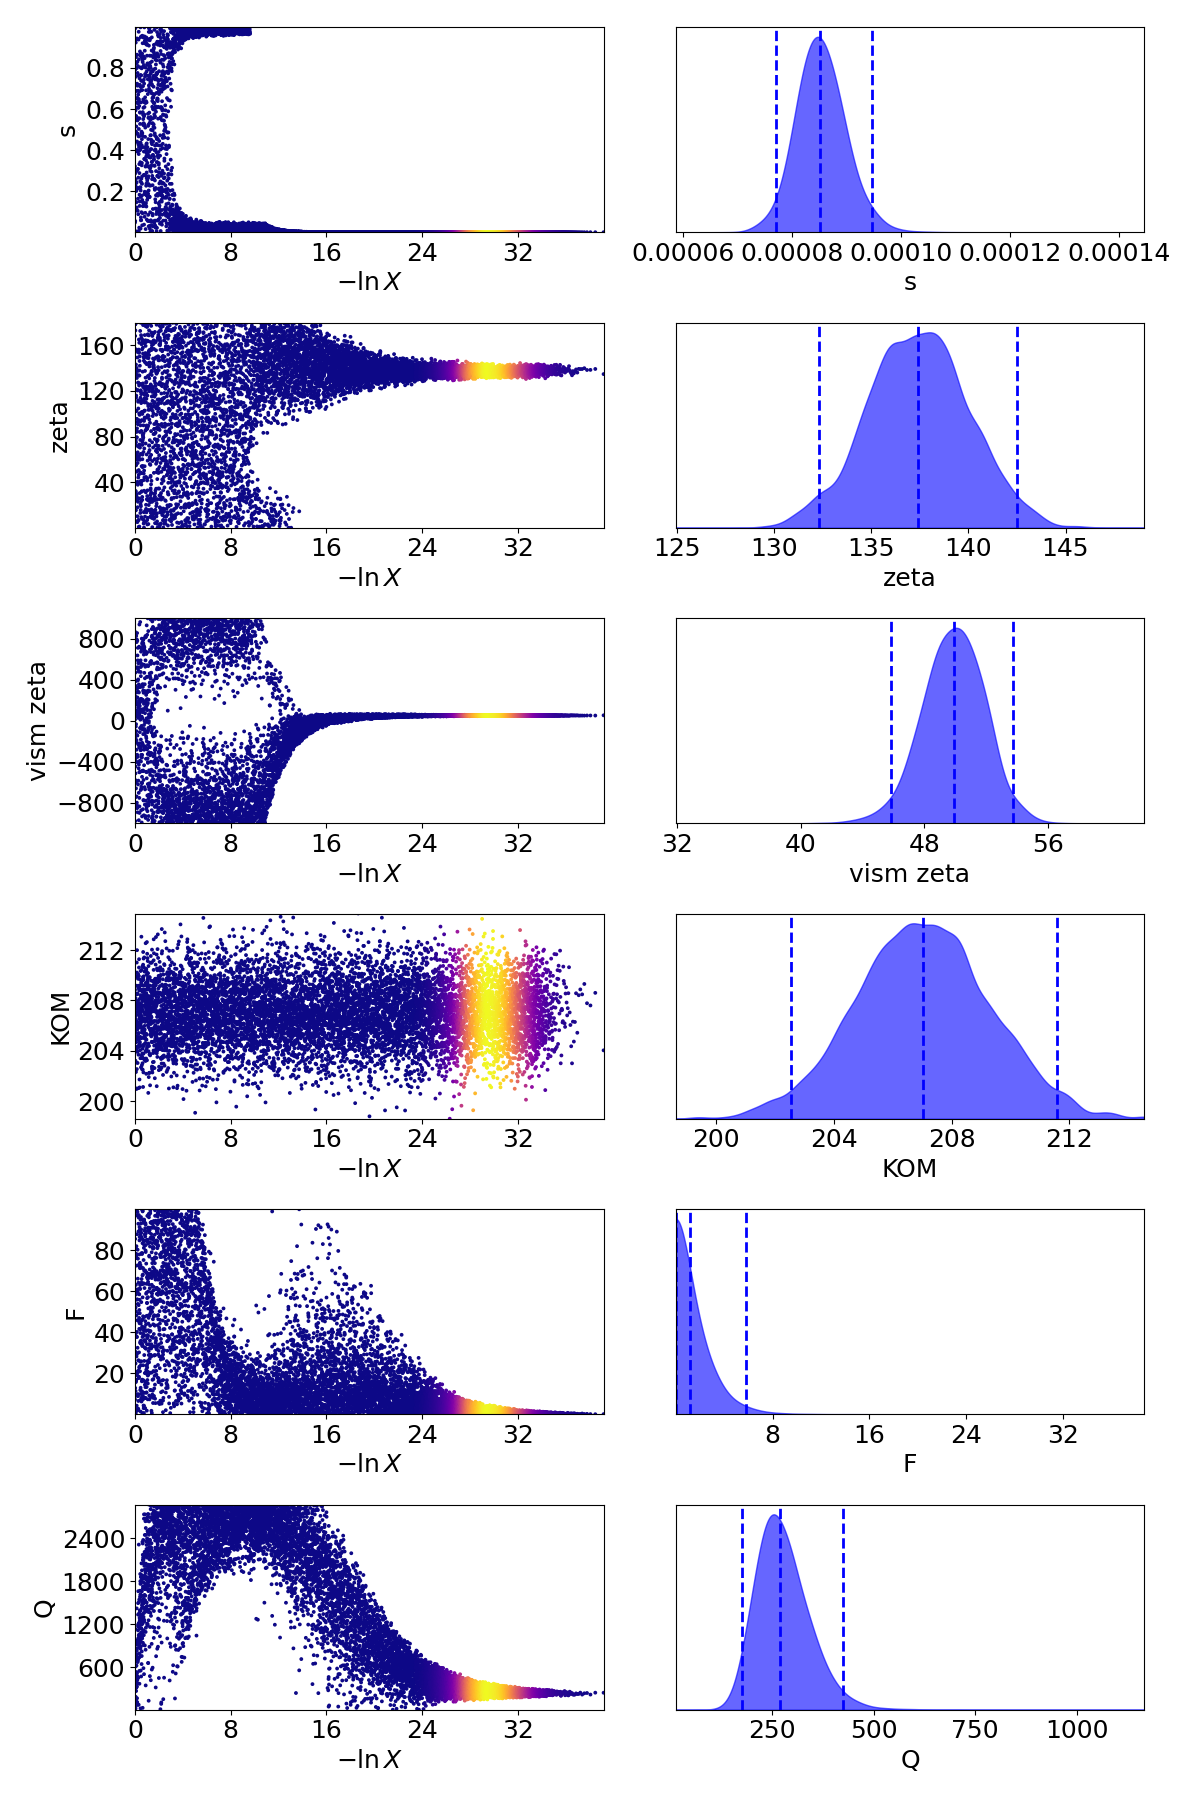 0.8
0.6
0.4
0.2
s
0 8 16 24 32
−ln X
0.00006 0.00008 0.00010 0.00012 0.00014
s
160
120
80
40
zeta
0 8 16 24 32
−ln X
125 130 135 140 145
zeta
800
400
0
−400
−800
vism zeta
0 8 16 24 32
−ln X
32 40 48 56
vism zeta
212
208
204
200
KOM
0 8 16 24 32
−ln X
200 204 208 212
KOM
80
60
40
20
F
0 8 16 24 32
−ln X
8 16 24 32
F
2400
1800
1200
600
Q
0 8 16 24 32
−ln X
250 500 750 1000
Q